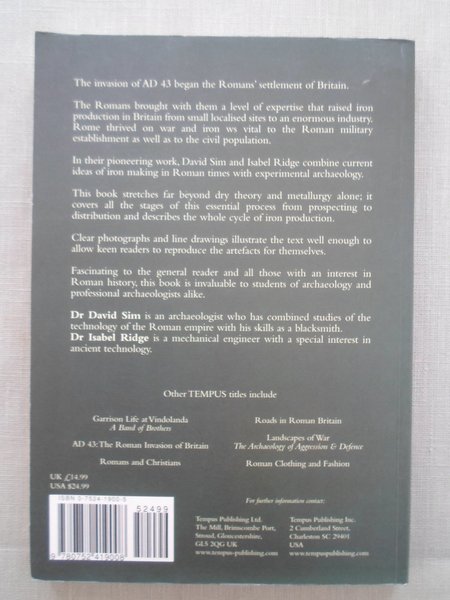 The invasion of AD 43 began the Romans' settlement of Britain.
The Romans brought with them a level of expertise that raised iron
production in Britain from small localised sites to an enormous industry.
Rome thrived on war and iron ws vital to the Roman military
establishment as well as to the civil population.
In their pioneering work, David Sim and Isabel Ridge combine current
ideas of iron making in Roman times with experimental archaeology.
This book stretches far beyond dry theory and metallurgy alone; it
covers all the stages of this essential process from prospecting to
distribution and describes the whole cycle of iron production.
Clear photographs and line drawings illustrate the text well enough to
allow keen readers to reproduce the artefacts for themselves.
Fascinating to the general reader and all those with an interest in
Roman history, this book is invaluable to students of archaeology and
professional archaeologists alike.
Dr David Sim is an archaeologist who has combined studies of the
technology of the Roman empire with his skills as a blacksmith.
Dr Isabel Ridge is a mechanical engineer with a special interest in
ancient technology.
Other TEMPUS titles include
Garrison Life at Vindolanda
A Band of Brothers
AD 43: The Roman Invasion of Britain
Romans and Christians
Roads in Roman Britain
Landscapes of War
The Archaeology of Aggression & Defence
Roman Clothing and Fashion
UK £14.99
USA $24.99
ISBN 0-7524-1900-5
52499
9 780752 419008
For further information contact:
Tempus Publishing Ltd.
The Mill, Brimscombe Port,
Stroud, Gloucestershire,
GL5 2QG UK
www.tempus-publishing.com
Tempus Publishing Inc.
2 Cumberland Street,
Charleston SC 29401
USA
www.tempuspublishing.com